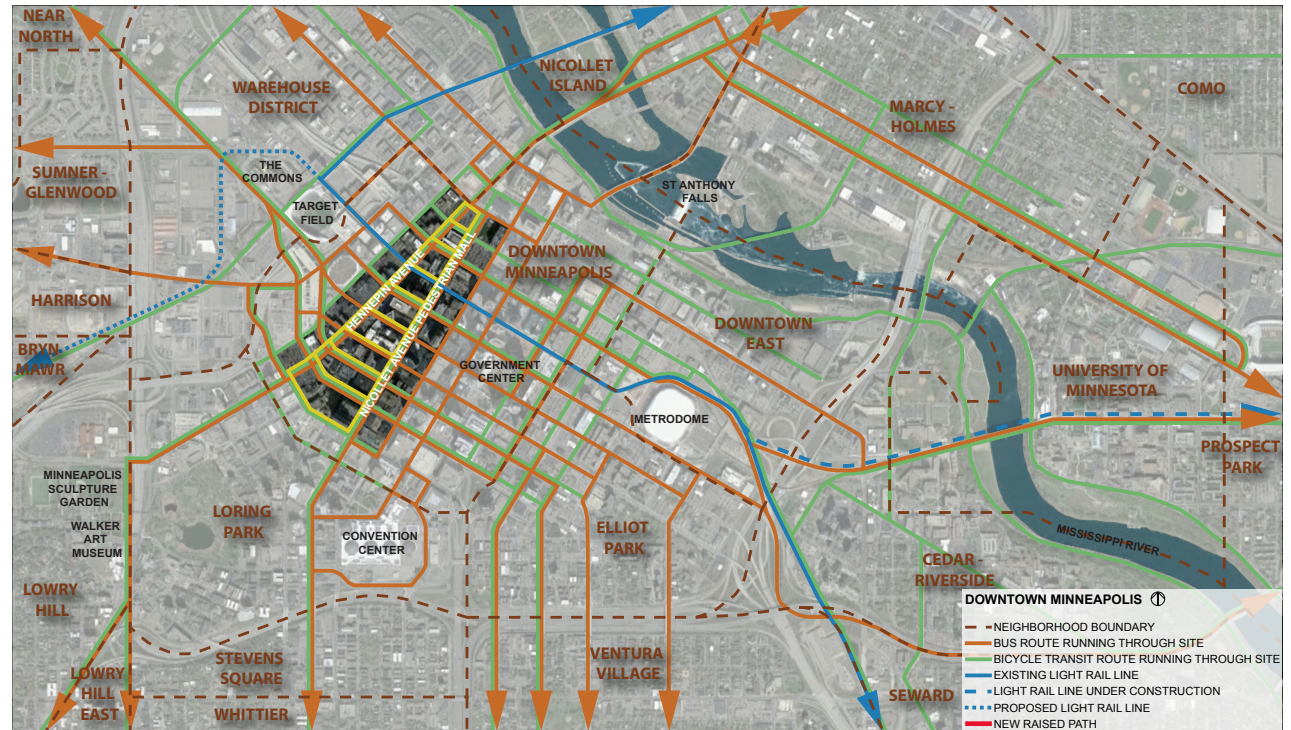 NEAR
NORTH
WAREHOUSE
DISTRICT
NICOLLET
ISLAND
MARCY -
HOLMES
COMO
SUMNER -
GLENWOOD
THE
COMMONS
TARGET
FIELD
ST ANTHONY
FALLS
HENNEPIN AVENUE
NICOLLET AVENUE PEDESTRIAN MALL
DOWNTOWN
MINNEAPOLIS
HARRISON
BRYN
MAWR
DOWNTOWN
EAST
GOVERNMENT
CENTER
METRODOME
UNIVERSITY OF
MINNESOTA
PROSPECT
PARK
MINNEAPOLIS
SCULPTURE
GARDEN
WALKER
ART
MUSEUM
LORING
PARK
CONVENTION
CENTER
ELLIOT
PARK
MISSISSIPPI RIVER
CEDAR -
RIVERSIDE
LOWRY
HILL
STEVENS
SQUARE
VENTURA
VILLAGE
LOWRY
HILL
EAST
WHITTIER
SEWARD
DOWNTOWN MINNEAPOLIS
NEIGHBORHOOD BOUNDARY
BUS ROUTE RUNNING THROUGH SITE
BICYCLE TRANSIT ROUTE RUNNING THROUGH SITE
EXISTING LIGHT RAIL LINE
LIGHT RAIL LINE UNDER CONSTRUCTION
PROPOSED LIGHT RAIL LINE
NEW RAISED PATH